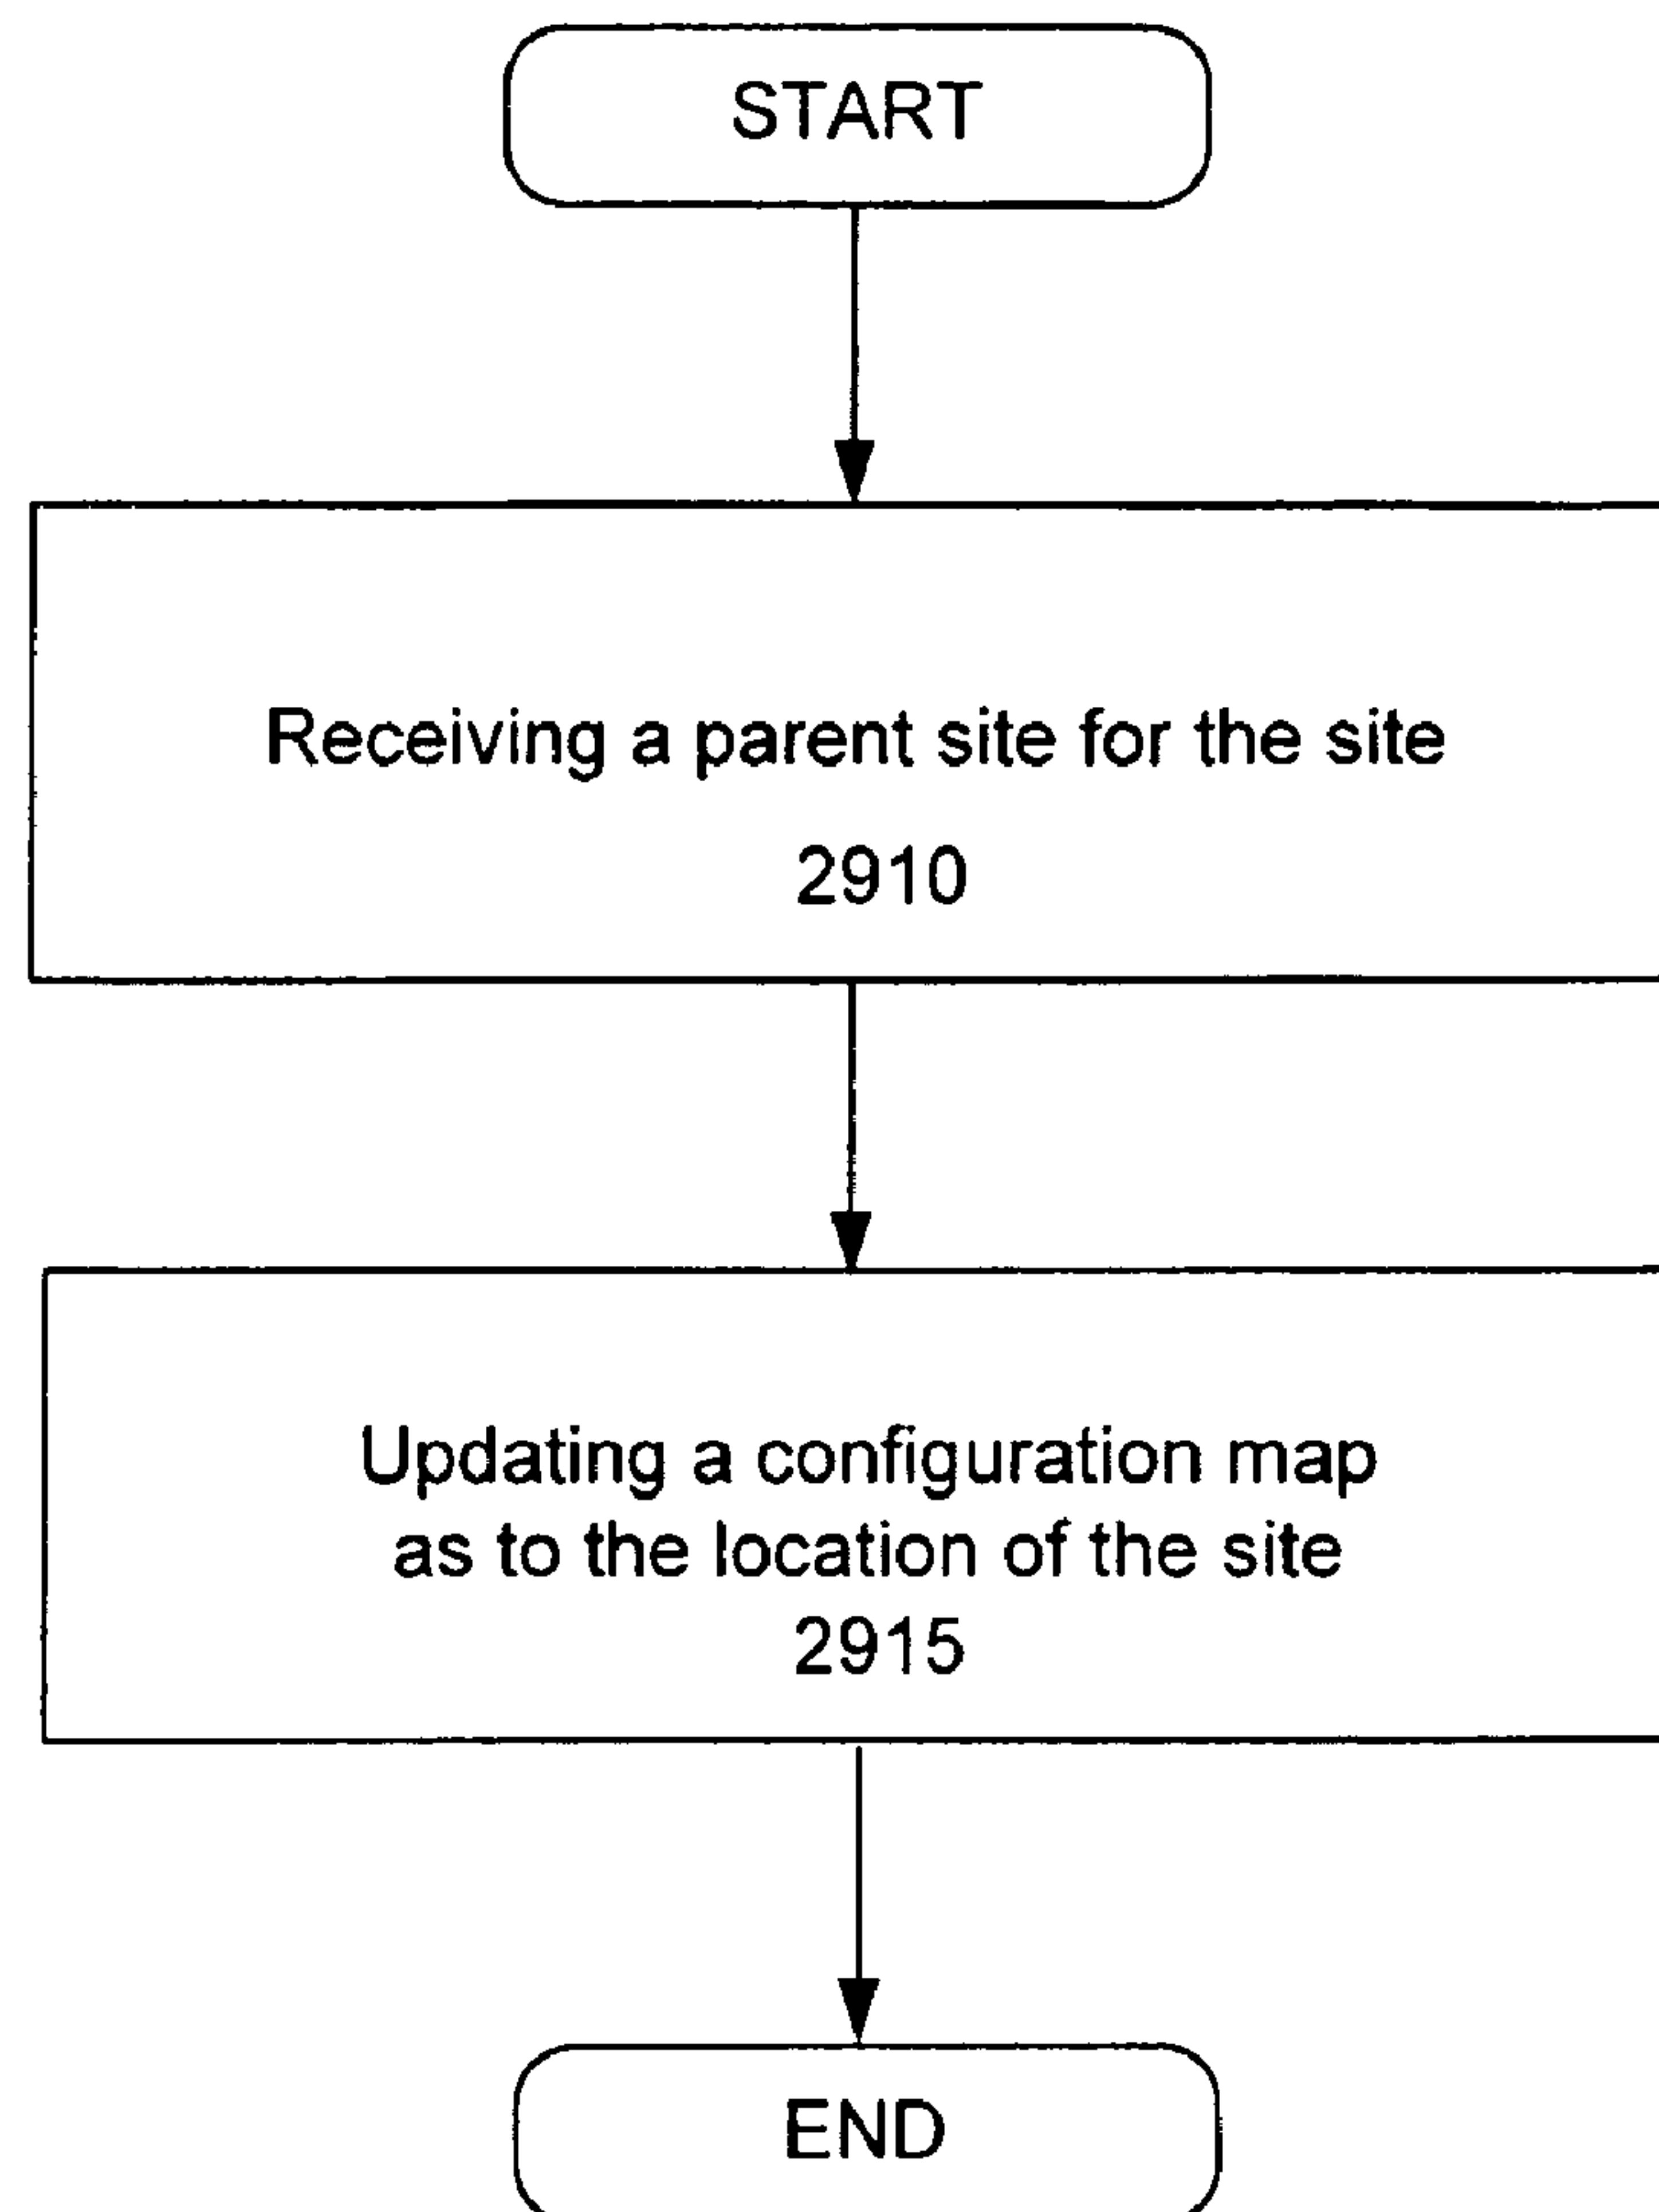 START
Receiving a parent site for the site
2910
Updating a configuration map
as to the location of the site
2915
END